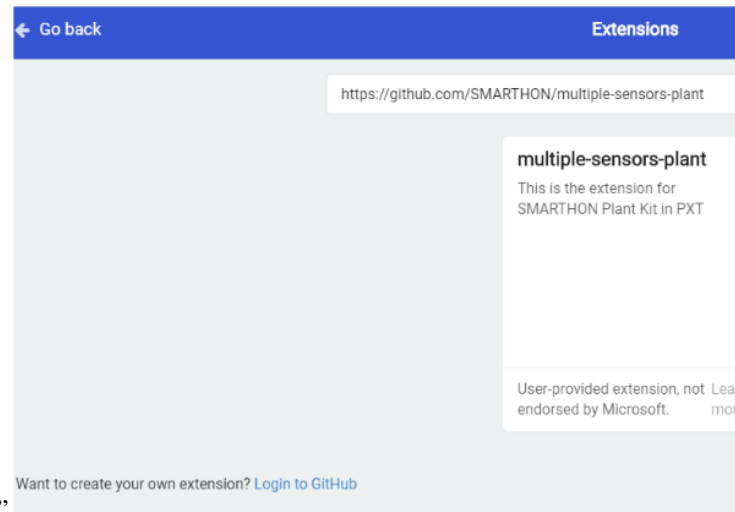 Go back
Extensions
https://github.com/SMARTHON/multiple-sensors-plant
multiple-sensors-plant
This is the extension for
SMARTHON Plant Kit in PXT
User-provided extension, not Lea
endorsed by Microsoft. mor
Want to create your own extension? Login to GitHub
”